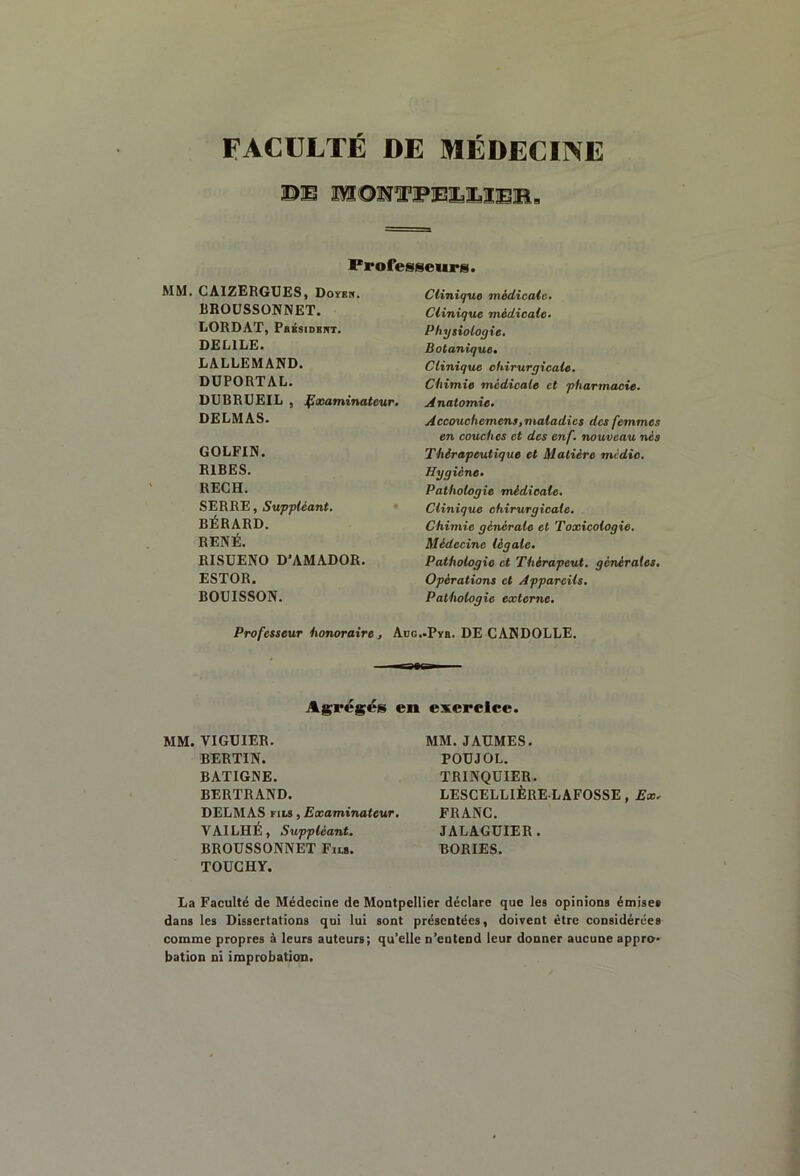 FACULTÉ DE MÉDECINE
DE MONTPELLIER.
Professeurs.
MM. CAIZERGUES, Doyen. Clinique médicale.
BROUSSONNET. Clinique médicale.
LORDAT, Président. Physiologie.
DELILE. Botanique.
LALLEMAND. Clinique chirurgicale.
DUPORTAL. Chimie médicale et pharmacie.
DUBRUEIL , Examinateur. Anatomie.
DELMAS. Accouchemens, maladies des femmes
en couches et des enf. nouveau nés
GOLFIN. Thérapeutique et Matière médic.
RIBES. Hygiène.
RECH. Pathologie médicale.
SERRE, Suppléant. Clinique chirurgicale.
BÉRARD. Chimie générale et Toxicologie.
RENÉ. Médecine légale.
RISUENO D'AMADOR. Pathologie et Thérapeut. générales.
ESTOR. Opérations et Appareils.
BOUISSON. Pathologie externe.
Professeur honoraire, Aug.-Pyr. DE CANDOLLE.
Agrégés en exercice.
MM. VIGUIER. MM. JAUMES.
BERTIN. POUJOL.
BATIGNE. TRINQUIER.
BERTRAND. LESCELLIÈRE-LAFOSSE, Ex.
DELMAS fils, Examinateur. FRANC.
VAILHÉ, Suppléant. JALAGUIER.
BROUSSONNET Fils. BORIES.
TOUCHY.
La Faculté de Médecine de Montpellier déclare que les opinions émises
dans les Dissertations qui lui sont présentées, doivent être considérées
comme propres à leurs auteurs; qu'elle n'entend leur donner aucune appro-
bation ni improbation.